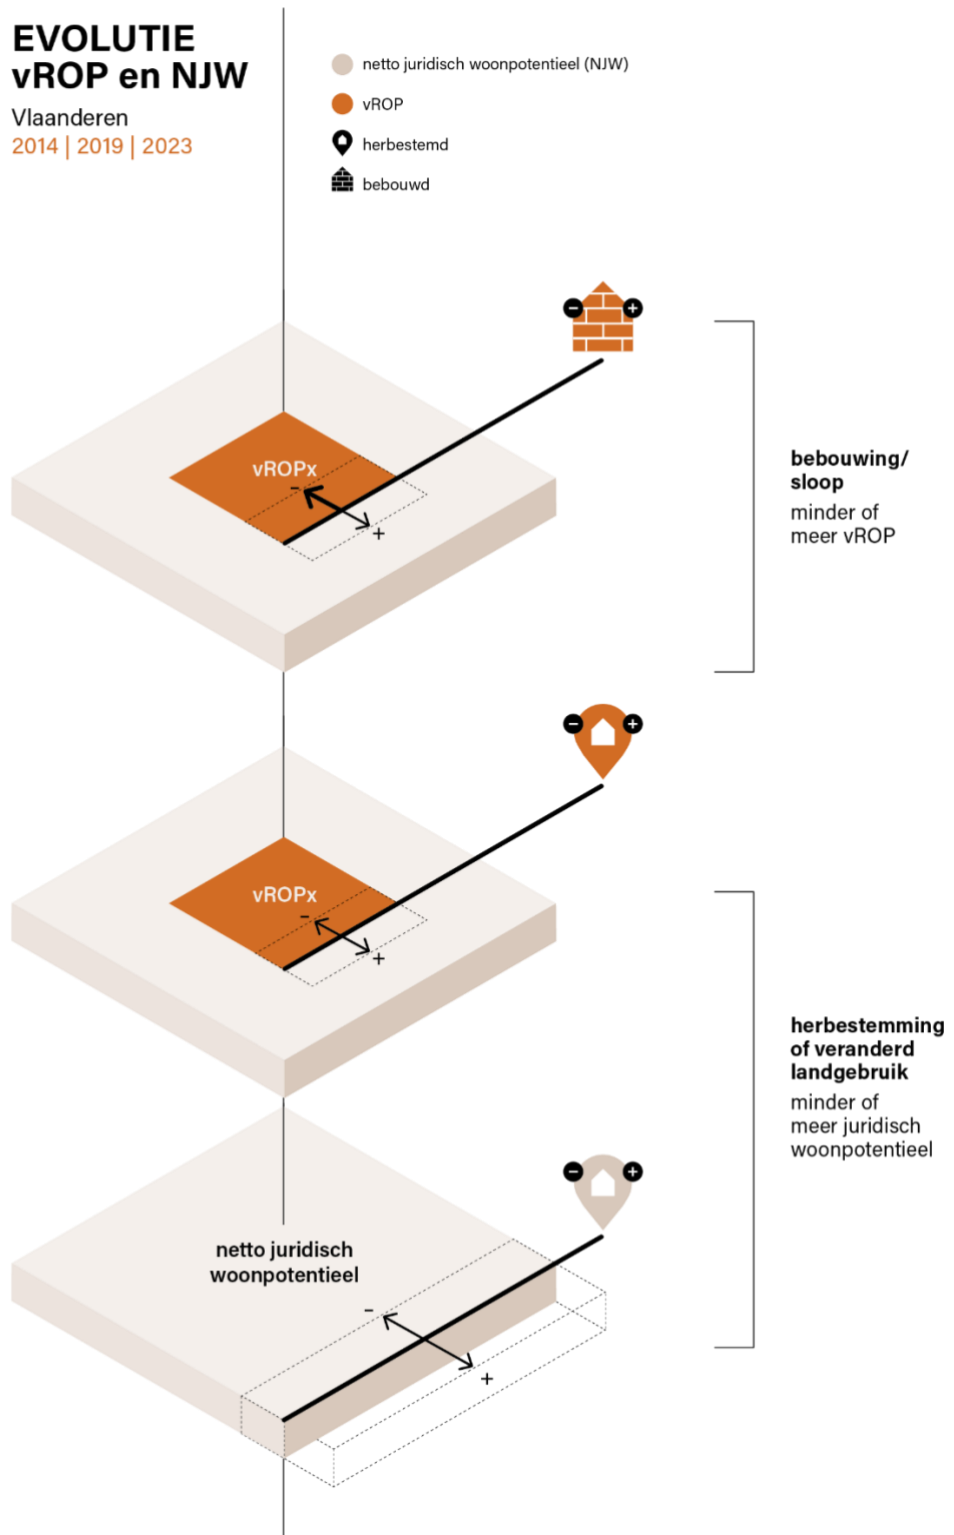 EVOLUTIE
vROP en NJW
Vlaanderen
2014 | 2019 | 2023
netto juridisch woonpotentieel (NJW)
vROP
herbestemd
bebouwd
- +
vROPx
-
+
bebouwing/
sloop
minder of
meer vROP
- +
vROPx
-
+
herbestemming
of veranderd
landgebruik
minder of
meer juridisch
woonpotentieel
- +
netto juridisch
woonpotentieel
-
+